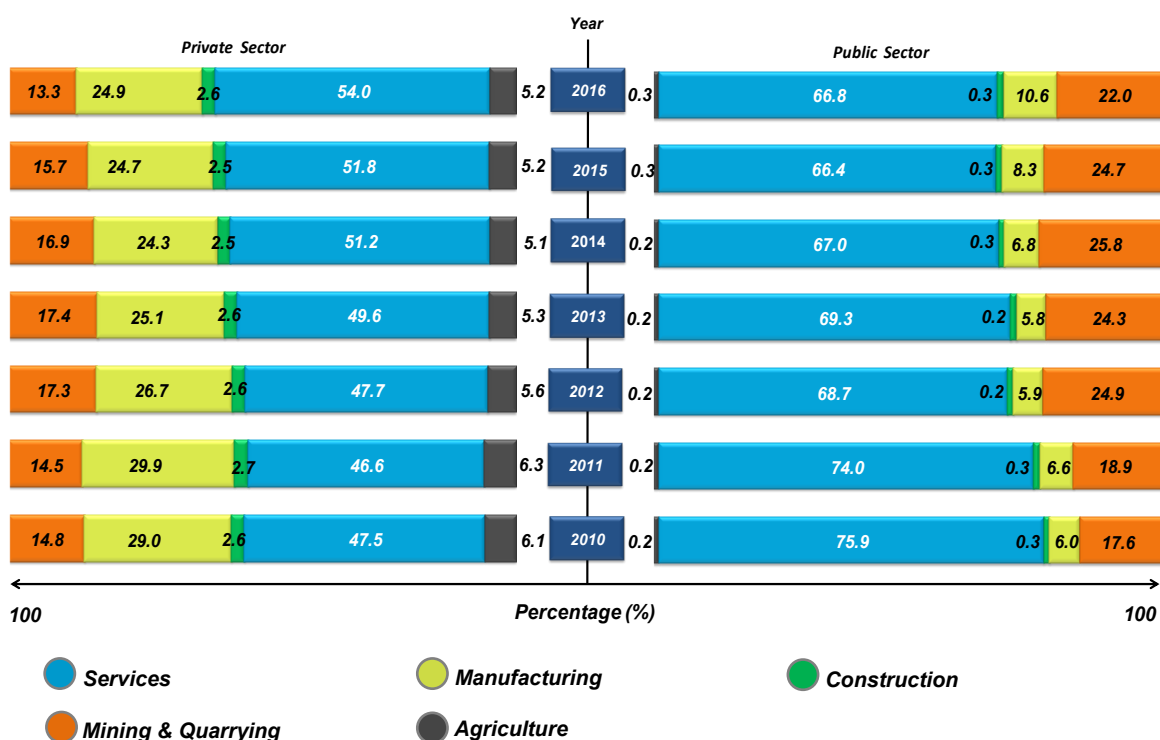 Year
Private Sector
Public Sector
13.3 24.9 2.6 54.0 5.2 2016 0.3 66.8 0.3 10.6 22.0
15.7 24.7 2.5 51.8 5.2 2015 0.3 66.4 0.3 8.3 24.7
16.9 24.3 2.5 51.2 5.1 2014 0.2 67.0 0.3 6.8 25.8
17.4 25.1 2.6 49.6 5.3 2013 0.2 69.3 0.2 5.8 24.3
17.3 26.7 2.6 47.7 5.6 2012 0.2 68.7 0.2 5.9 24.9
14.5 29.9 2.7 46.6 6.3 2011 0.2 74.0 0.3 6.6 18.9
14.8 29.0 2.6 47.5 6.1 2010 0.2 75.9 0.3 6.0 17.6
100 Percentage (%) 100
Services Manufacturing Construction
Mining & Quarrying Agriculture